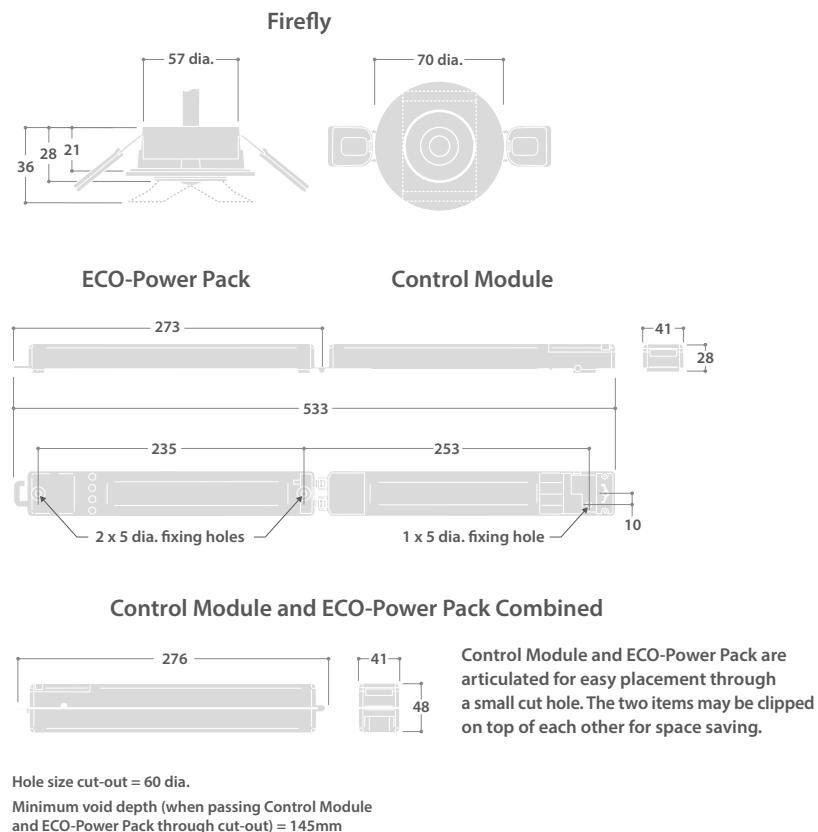 Firefly
57 dia.
70 dia.
36
28
21
ECO-Power Pack
Control Module
273
41
28
533
235
253
2 x 5 dia. fixing holes
1 x 5 dia. fixing hole
10
Control Module and ECO-Power Pack Combined
276
41
48
Control Module and ECO-Power Pack are
articulated for easy placement through
a small cut hole. The two items may be clipped
on top of each other for space saving.
Hole size cut-out = 60 dia.
Minimum void depth (when passing Control Module
and ECO-Power Pack through cut-out) = 145mm